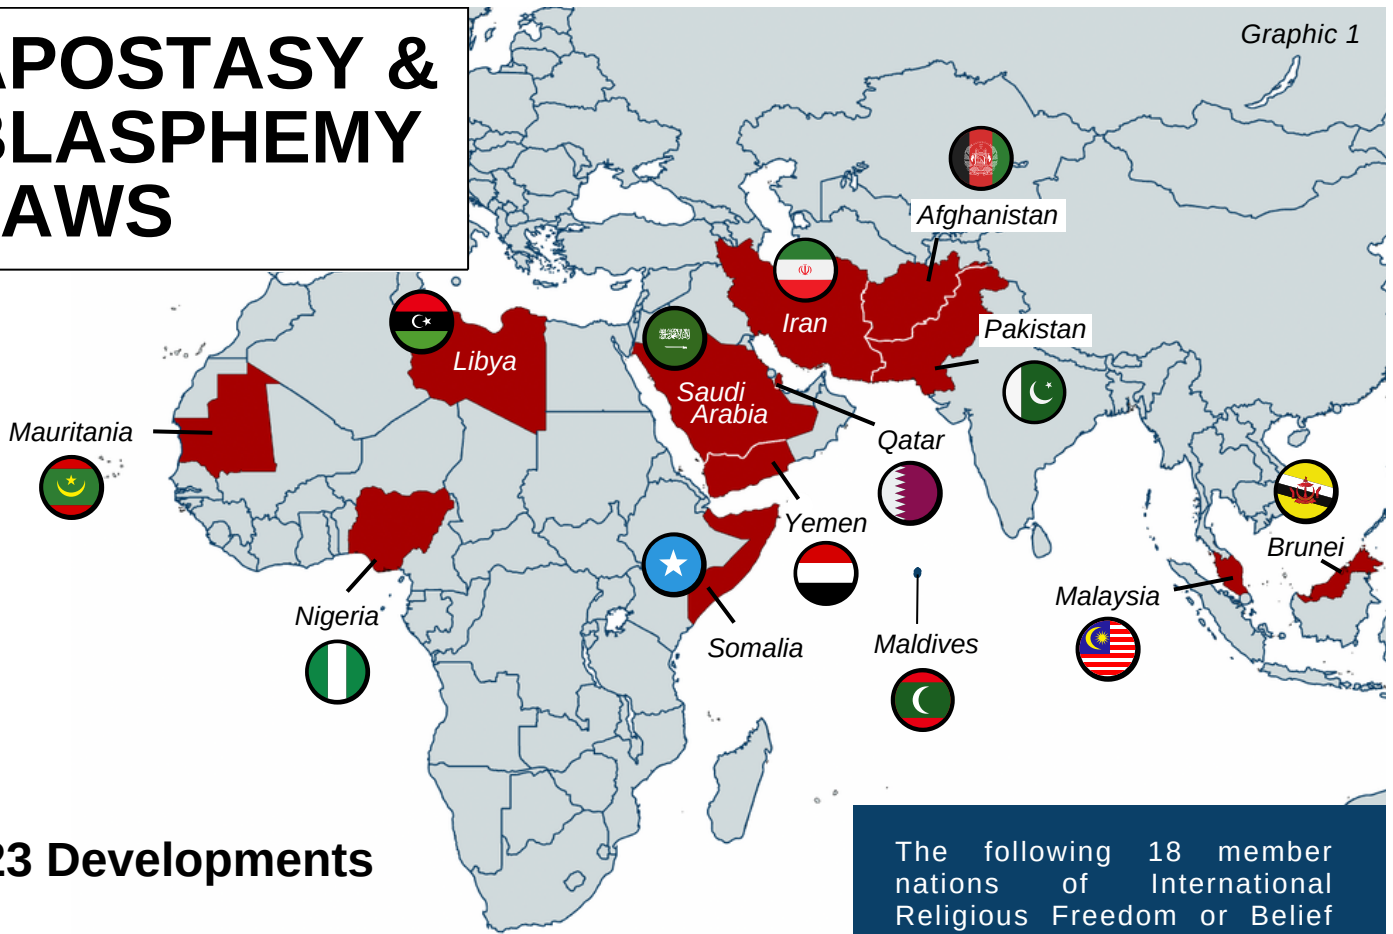 Graphic 1
APOSTASY &
BLASPHEMY
LAWS
Afghanistan
Iran
Pakistan
Libya
Saudi
Arabia
Mauritania
Qatar
Yemen
Brunei
Malaysia
Nigeria
Somalia
Maldives
23 Developments
The following 18 member
nations of International
Religious Freedom or Belief